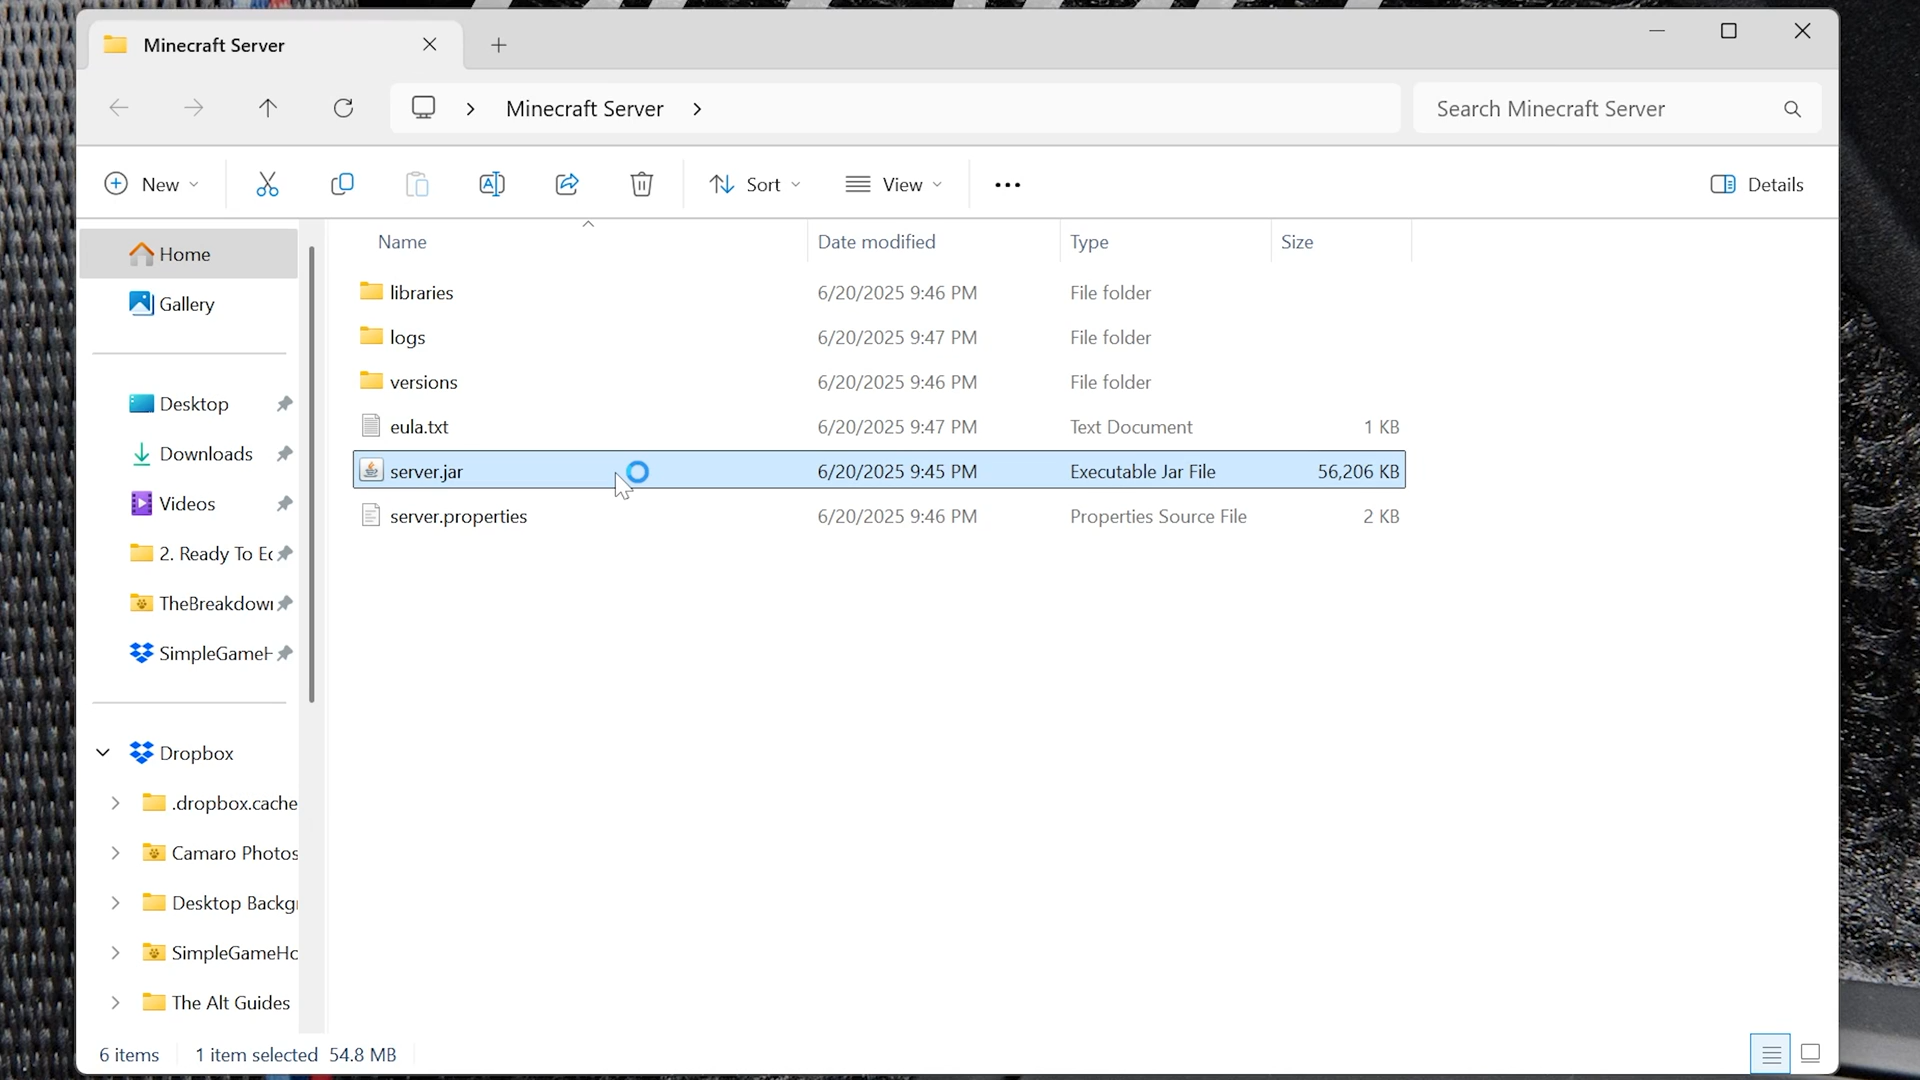 Minecraft Server
Minecraft Server
Search Minecraft Server
New
Sort
View
Details
Name
Date modified
Type
Size
libraries
6/20/2025 9:46 PM
File folder
logs
6/20/2025 9:47 PM
File folder
versions
6/20/2025 9:46 PM
File folder
eula.txt
6/20/2025 9:47 PM
Text Document
1 KB
server.jar
6/20/2025 9:45 PM
Executable Jar File
56,206 KB
server.properties
6/20/2025 9:46 PM
Properties Source File
2 KB
Home
Gallery
Desktop
Downloads
Videos
2. Ready To Ec
TheBreakdown
SimpleGameH
Dropbox
.dropbox.cache
Camaro Photos
Desktop Backgr
SimpleGameHo
The Alt Guides
6 items
1 item selected 54.8 MB